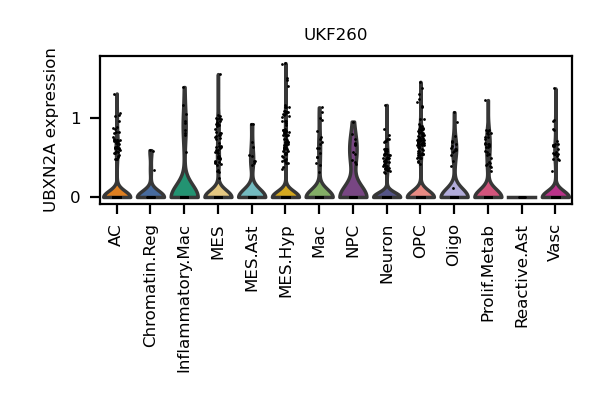 UKF260
UBXN2A expression
1
0
AC
Chromatin.Reg
Inflammatory.Mac
MES
MES.Ast
MES.Hyp
Mac
NPC
Neuron
OPC
Oligo
Prolif.Metab
Reactive.Ast
Vasc